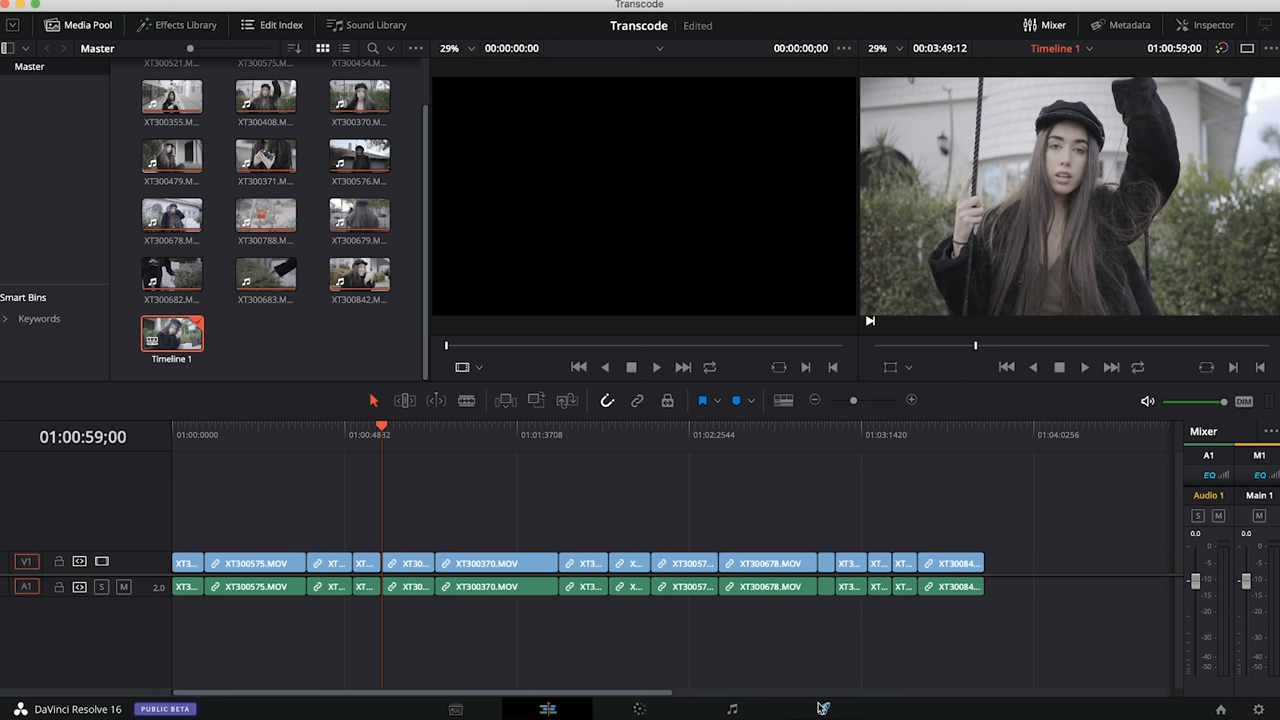 Transcode
Media Pool Effects Library Edit Index Sound Library Transcode Edited Mixer Metadata Inspector
Master 29% 00:00:00:00 00:00:00;00 29% 00:03:49:12 Timeline 1 01:00:59;00
Master
XT300521.M... XT300575.M... XT300454.M...
XT300355.M... XT300408.M... XT300370.M...
XT300479.M... XT300371.M... XT300576.M...
XT300678.M... XT300788.M... XT300679.M...
XT300682.M... XT300683.M... XT300842.M...
Smart Bins
Keywords
Timeline 1
DIM
01:00:59;00
01:00:0000 01:00:4832 01:01:3708 01:02:2544 01:03:1420 01:04:0256
Mixer
A1 M1
EQ EQ
Audio 1 Main 1
S M M
0.0 0.0
V1 XT3... XT300575.MOV XT... XT... XT30... XT300370.MOV XT3... X... XT30057... XT300678.MOV XT3... XT... XT... XT30084...
A1 S M 2.0 XT3... XT300575.MOV XT... XT... XT30... XT300370.MOV XT3... X... XT30057... XT300678.MOV XT3... XT... XT... XT30084...
0 0
-5 -5
-10 -10
-15 -15
-20 -20
-30 -30
-40 -40
-50 -50
DaVinci Resolve 16 PUBLIC BETA